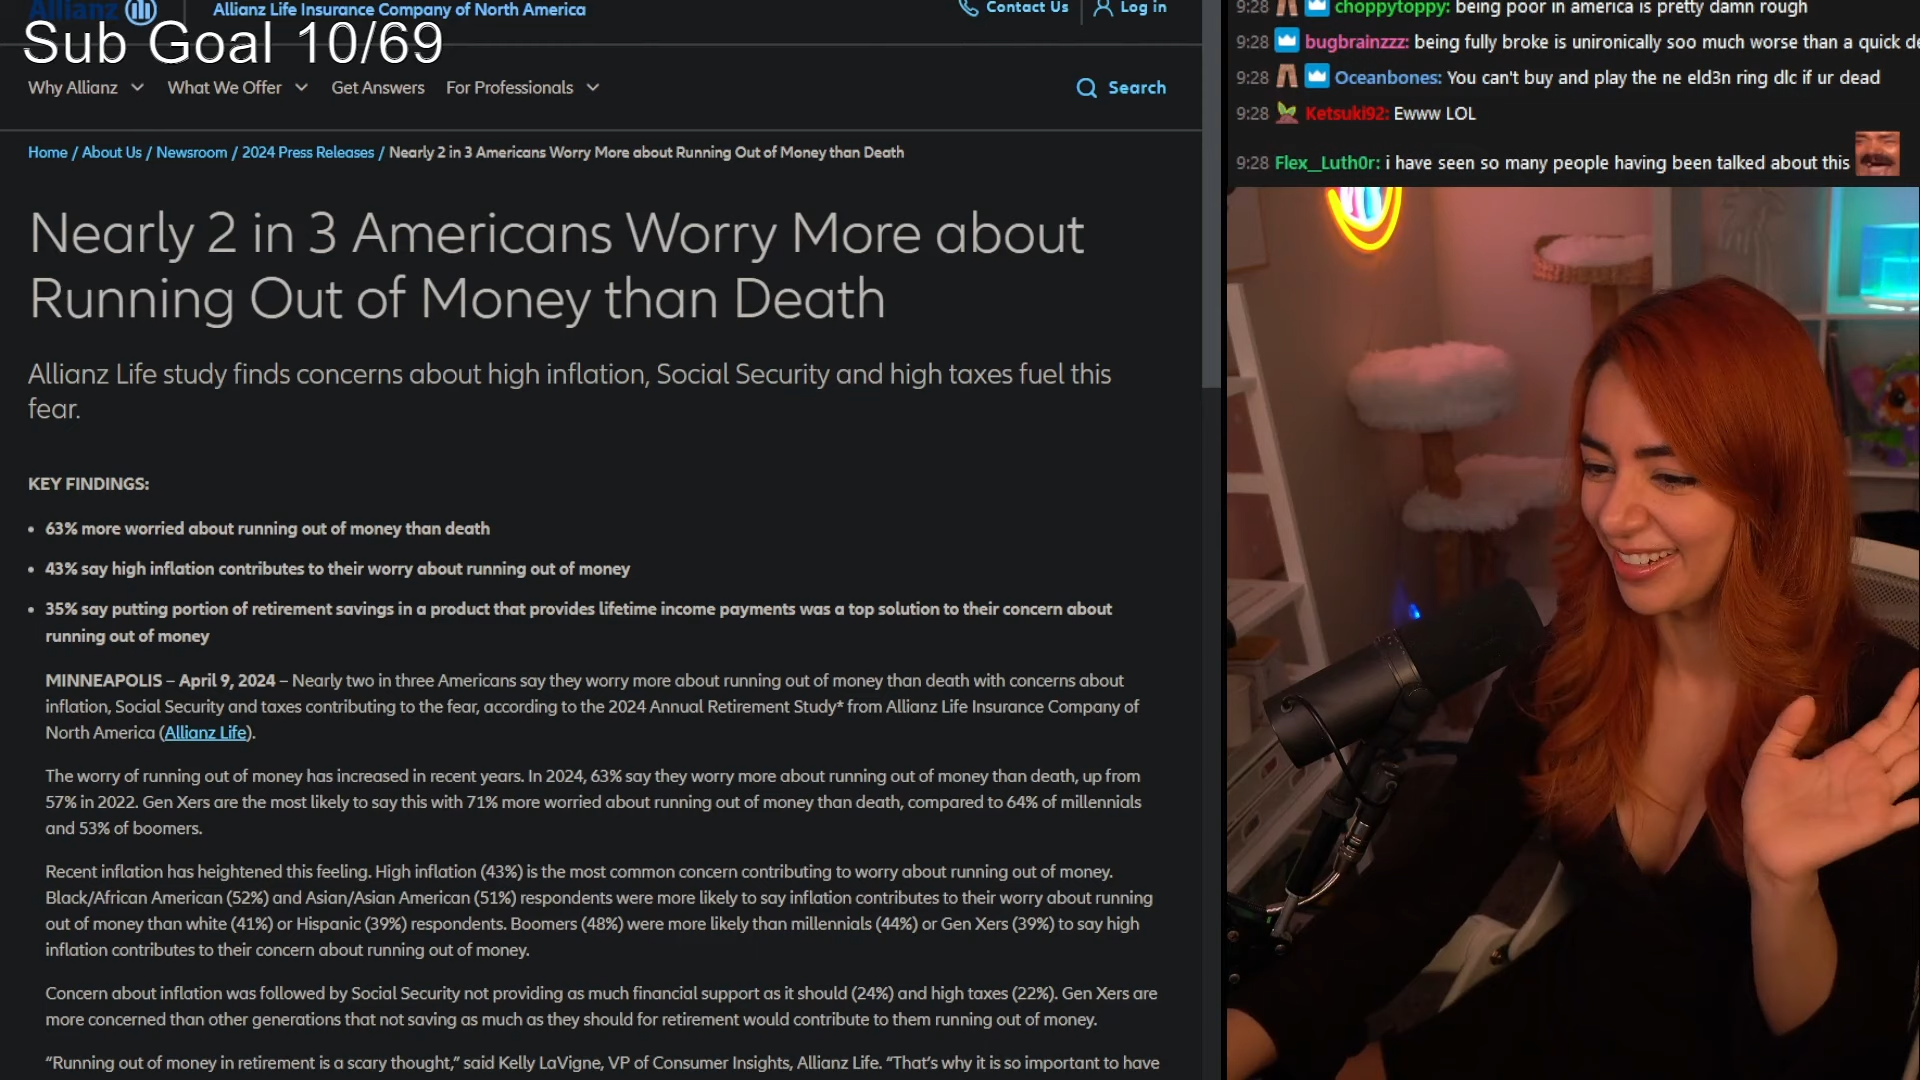 Allianz
Allianz Life Insurance Company of North America
Contact Us
Log in
Sub Goal 10/69
Why Allianz
What We Offer
Get Answers
For Professionals
Search
Home / About Us / Newsroom / 2024 Press Releases / Nearly 2 in 3 Americans Worry More about Running Out of Money than Death
Nearly 2 in 3 Americans Worry More about
Running Out of Money than Death
Allianz Life study finds concerns about high inflation, Social Security and high taxes fuel this
fear.
KEY FINDINGS:
• 63% more worried about running out of money than death
• 43% say high inflation contributes to their worry about running out of money
• 35% say putting portion of retirement savings in a product that provides lifetime income payments was a top solution to their concern about
running out of money
MINNEAPOLIS – April 9, 2024 – Nearly two in three Americans say they worry more about running out of money than death with concerns about
inflation, Social Security and taxes contributing to the fear, according to the 2024 Annual Retirement Study* from Allianz Life Insurance Company of
North America (Allianz Life).
The worry of running out of money has increased in recent years. In 2024, 63% say they worry more about running out of money than death, up from
57% in 2022. Gen Xers are the most likely to say this with 71% more worried about running out of money than death, compared to 64% of millennials
and 53% of boomers.
Recent inflation has heightened this feeling. High inflation (43%) is the most common concern contributing to worry about running out of money.
Black/African American (52%) and Asian/Asian American (51%) respondents were more likely to say inflation contributes to their worry about running
out of money than white (41%) or Hispanic (39%) respondents. Boomers (48%) were more likely than millennials (44%) or Gen Xers (39%) to say high
inflation contributes to their concern about running out of money.
Concern about inflation was followed by Social Security not providing as much financial support as it should (24%) and high taxes (22%). Gen Xers are
more concerned than other generations that not saving as much as they should for retirement would contribute to them running out of money.
“Running out of money in retirement is a scary thought,” said Kelly LaVigne, VP of Consumer Insights, Allianz Life. “That’s why it is so important to have
9:28 choppytoppy: being poor in america is pretty damn rough
9:28 bugbrainzzz: being fully broke is unironically soo much worse than a quick de
9:28 Oceanbones: You can't buy and play the ne eld3n ring dlc if ur dead
9:28 Ketsuki92: Ewww LOL
9:28 Flex__Luth0r: i have seen so many people having been talked about this